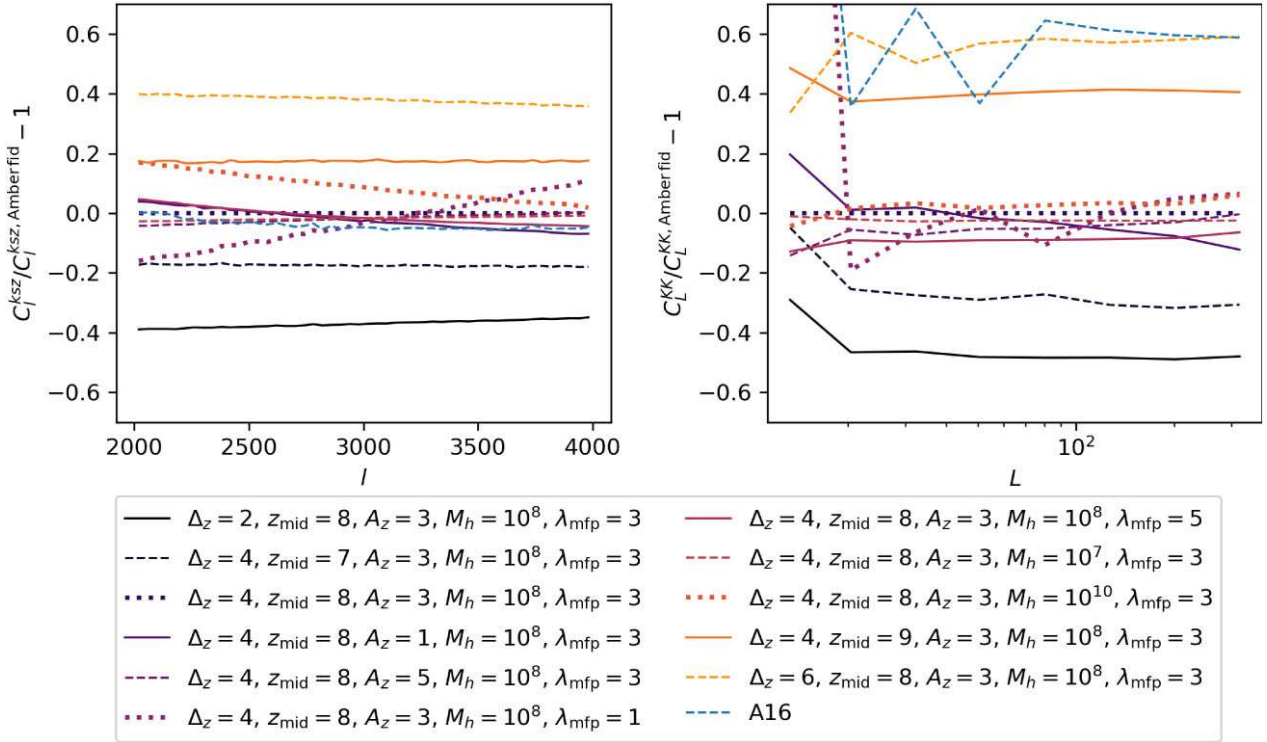 C_l^{ksz}/C_l^{ksz, Amberfid} − 1
0.6
0.4
0.2
0.0
−0.2
−0.4
−0.6
2000 2500 3000 3500 4000
l
C_L^{KK}/C_L^{KK, Amberfid} − 1
0.6
0.4
0.2
0.0
−0.2
−0.4
−0.6
10^2
L
Δ_z = 2, z_mid = 8, A_z = 3, M_h = 10^8, λ_mfp = 3
Δ_z = 4, z_mid = 7, A_z = 3, M_h = 10^8, λ_mfp = 3
Δ_z = 4, z_mid = 8, A_z = 3, M_h = 10^8, λ_mfp = 3
Δ_z = 4, z_mid = 8, A_z = 1, M_h = 10^8, λ_mfp = 3
Δ_z = 4, z_mid = 8, A_z = 5, M_h = 10^8, λ_mfp = 3
Δ_z = 4, z_mid = 8, A_z = 3, M_h = 10^8, λ_mfp = 1
Δ_z = 4, z_mid = 8, A_z = 3, M_h = 10^8, λ_mfp = 5
Δ_z = 4, z_mid = 8, A_z = 3, M_h = 10^7, λ_mfp = 3
Δ_z = 4, z_mid = 8, A_z = 3, M_h = 10^{10}, λ_mfp = 3
Δ_z = 4, z_mid = 9, A_z = 3, M_h = 10^8, λ_mfp = 3
Δ_z = 6, z_mid = 8, A_z = 3, M_h = 10^8, λ_mfp = 3
A16